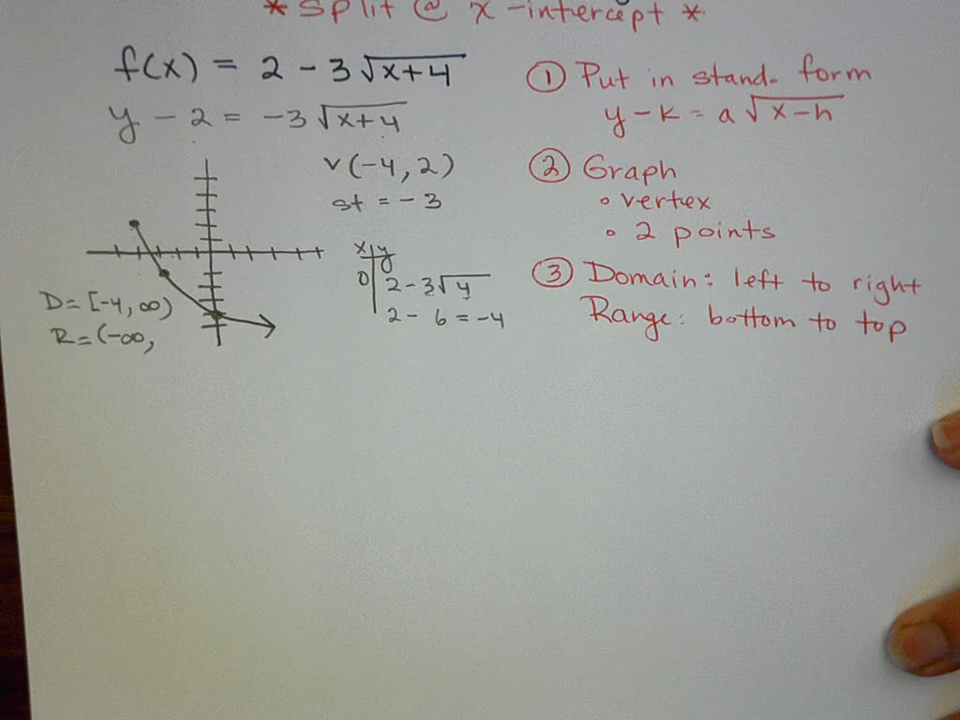 * Split @ x-intercept *
f(x) = 2 - 3√x+4
y - 2 = -3√x+4
v(-4, 2)
st = -3
x y
0 2-3√4
2 - 6 = -4
D = [-4, ∞)
R = (-∞,
① Put in stand. form
y - k = a√x-h
② Graph
• vertex
• 2 points
③ Domain: left to right
Range: bottom to top